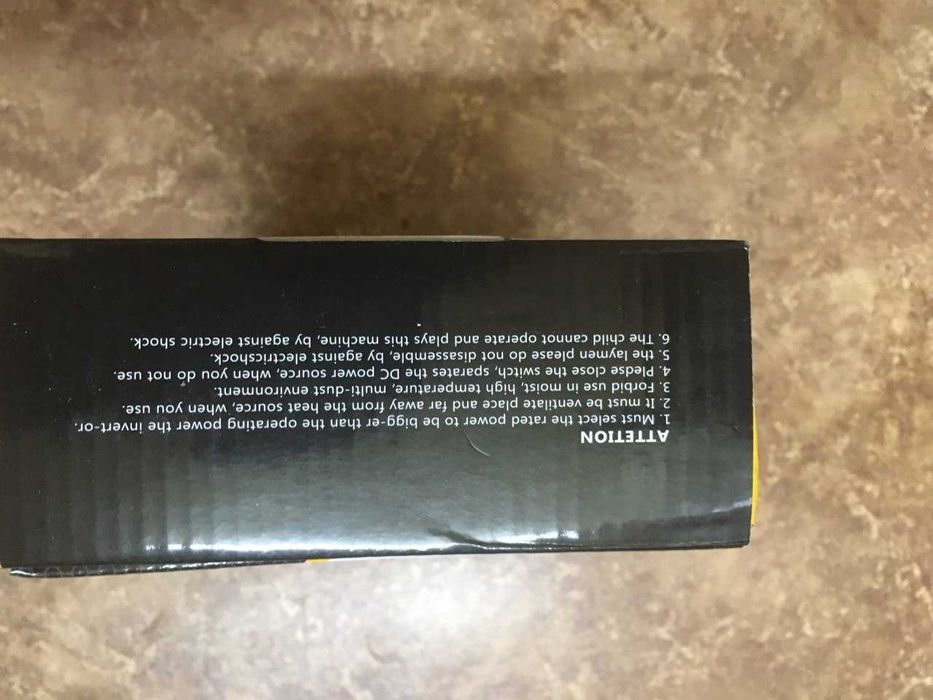 ATTETION
1. Must select the rated power to be bigg-er than the operating power the invert-or.
2. It must be ventilate place and far away from the heat source, when you use.
3. Forbid use in moist, high temperature, multi-dust environment.
4. Pledse close the switch, sparates the DC power source, when you do not use.
5. the laymen please do not disassemble, by against electricshock.
6. The child cannot operate and plays this machine, by against electric shock.